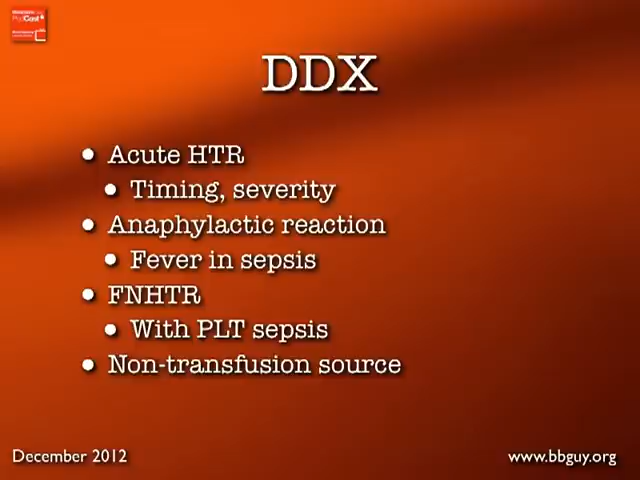 DDX
• Acute HTR
• Timing, severity
• Anaphylactic reaction
• Fever in sepsis
• FNHTR
• With PLT sepsis
• Non-transfusion source
December 2012
www.bbguy.org